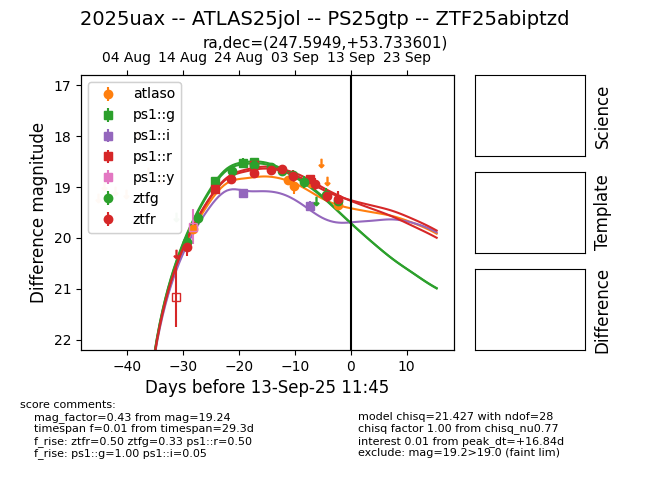 2025uax -- ATLAS25jol -- PS25gtp -- ZTF25abiptzd
ra,dec=(247.5949,+53.733601)
04 Aug 14 Aug 24 Aug 03 Sep 13 Sep 23 Sep
17
18
19
20
21
22
Difference magnitude
atlaso
ps1::g
ps1::i
ps1::r
ps1::y
ztfg
ztfr
−40 −30 −20 −10 0 10
Days before 13-Sep-25 11:45
Science
Template
Difference
score comments:
mag_factor=0.43 from mag=19.24
timespan f=0.01 from timespan=29.3d
f_rise: ztfr=0.50 ztfg=0.33 ps1::r=0.50
f_rise: ps1::g=1.00 ps1::i=0.05
model chisq=21.427 with ndof=28
chisq factor 1.00 from chisq_nu0.77
interest 0.01 from peak_dt=+16.84d
exclude: mag=19.2>19.0 (faint lim)